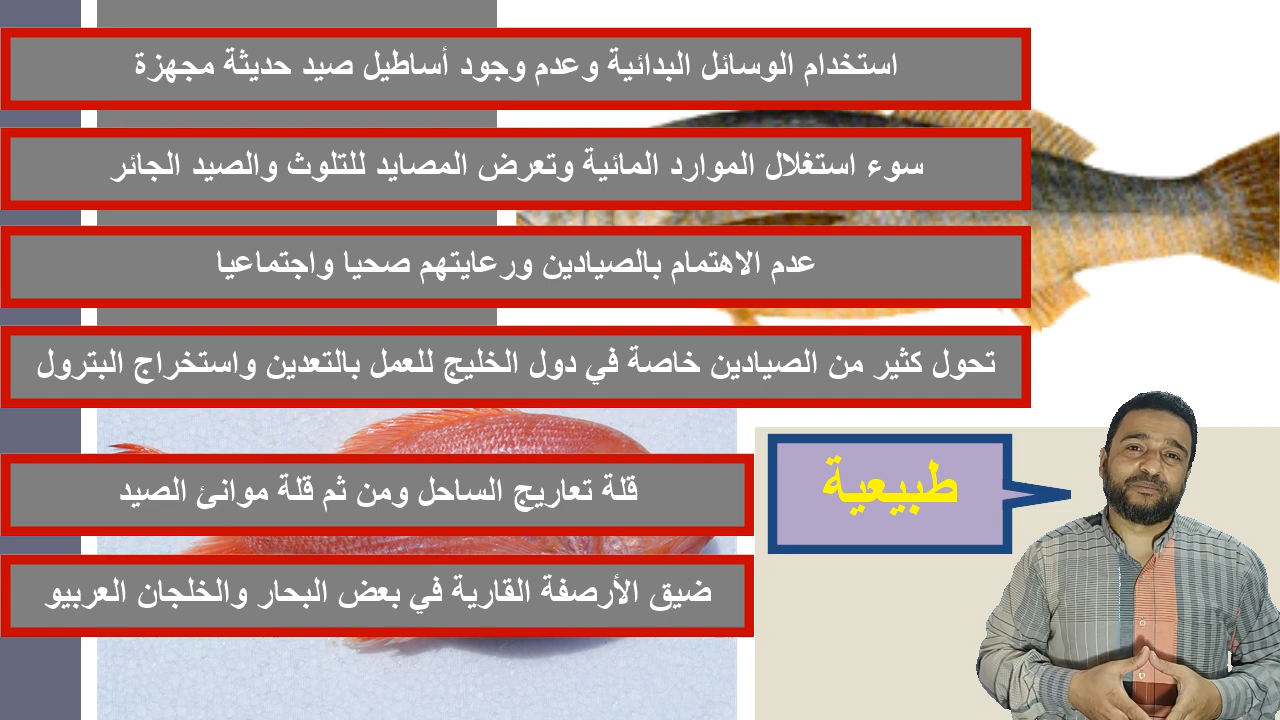 استخدام الوسائل البدائية وعدم وجود أساطيل صيد حديثة مجهزة
سوء استغلال الموارد المائية وتعرض المصايد للتلوث والصيد الجائر
عدم الاهتمام بالصيادين ورعايتهم صحيا واجتماعيا
تحول كثير من الصيادين خاصة في دول الخليج للعمل بالتعدين واستخراج البترول
طبيعية
قلة تعاريج الساحل ومن ثم قلة موانئ الصيد
ضيق الأرصفة القارية في بعض البحار والخلجان العربيو